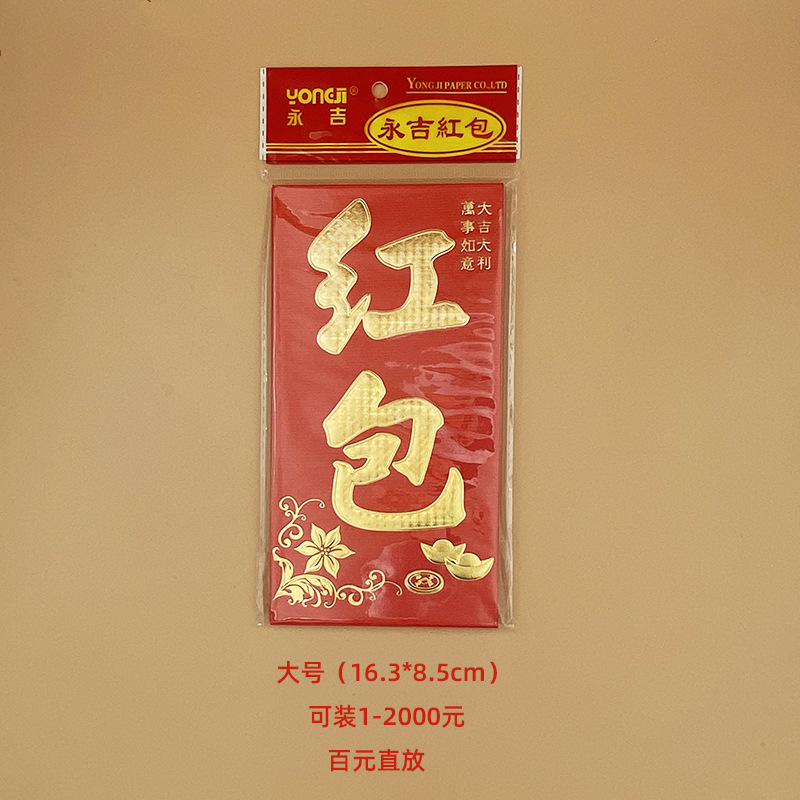 YONGJI®
永吉
YONG JI PAPER CO.,LTD
永吉紅包
大吉大利
萬事如意
红包
大号（16.3*8.5cm）
可装1-2000元
百元直放